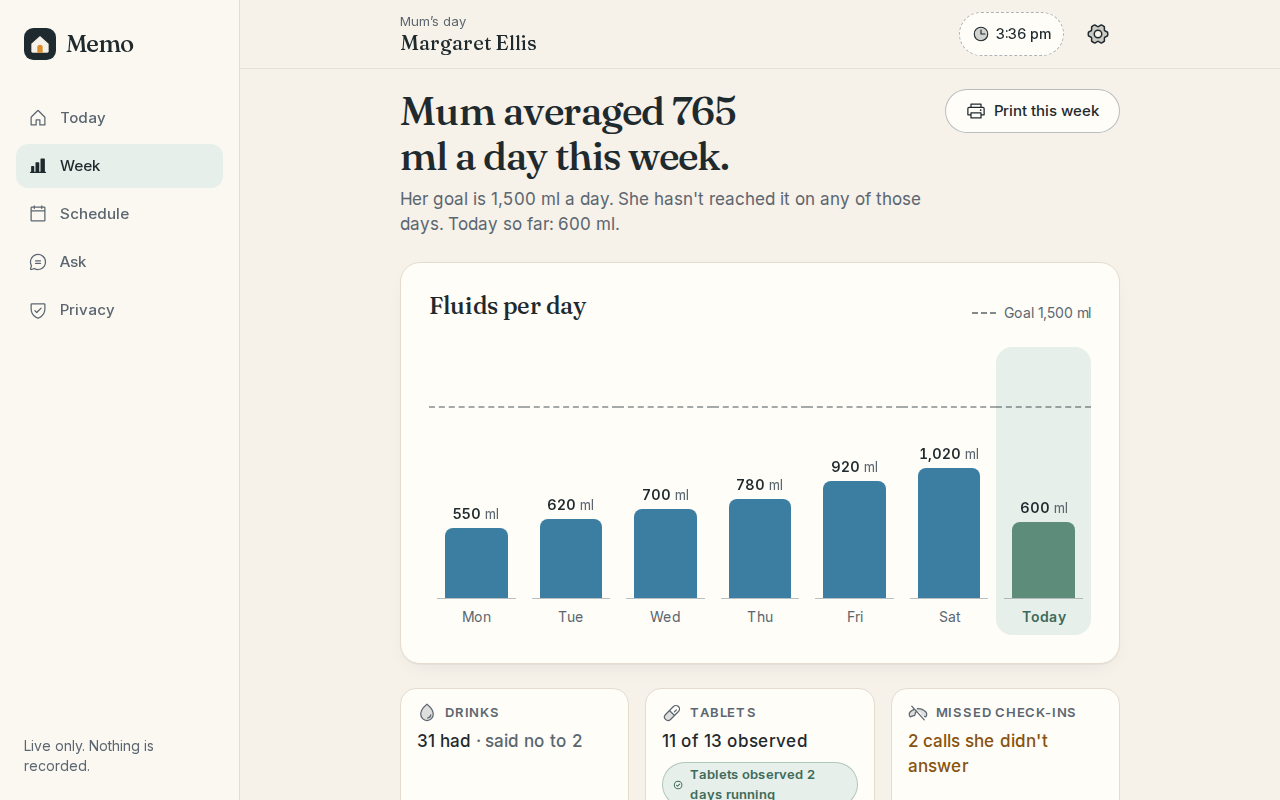 Memo
Today
Week
Schedule
Ask
Privacy
Live only. Nothing is
recorded.
Mum's day
Margaret Ellis
3:36 pm
Mum averaged 765
ml a day this week.
Print this week
Her goal is 1,500 ml a day. She hasn't reached it on any of those
days. Today so far: 600 ml.
Fluids per day
Goal 1,500 ml
550 ml
620 ml
700 ml
780 ml
920 ml
1,020 ml
600 ml
Mon
Tue
Wed
Thu
Fri
Sat
Today
DRINKS
31 had · said no to 2
TABLETS
11 of 13 observed
Tablets observed 2
days running
MISSED CHECK-INS
2 calls she didn't
answer